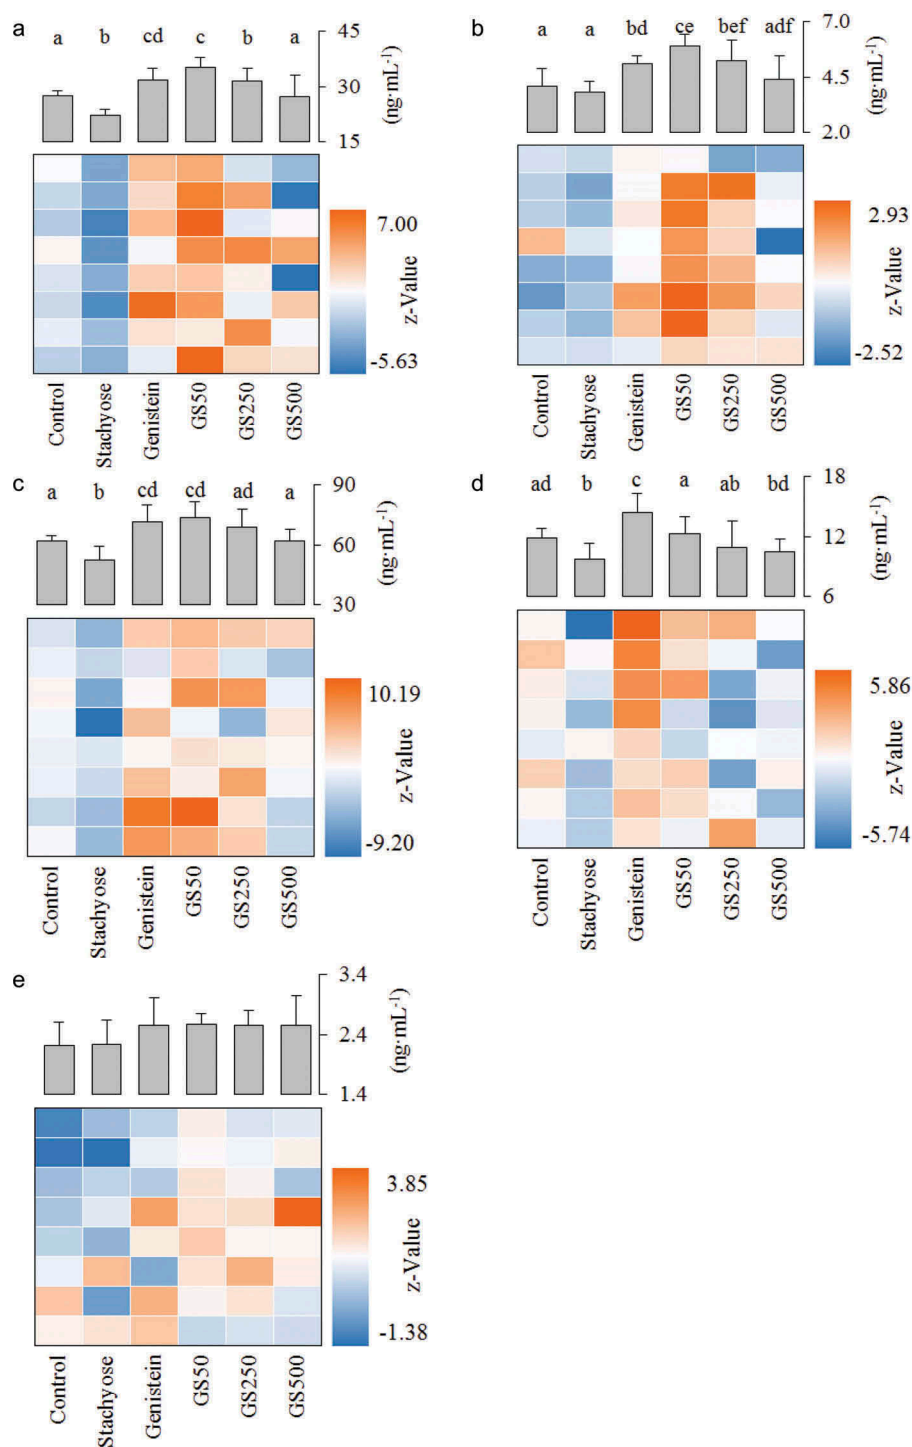 a
a b cd c b a
45
30
15
(ng·mL⁻¹)
7.00
-5.63
z-Value
Control Stachyose Genistein GS50 GS250 GS500
b
a a bd ce bef adf
7.0
4.5
2.0
(ng·mL⁻¹)
2.93
-2.52
z-Value
Control Stachyose Genistein GS50 GS250 GS500
c
a b cd cd ad a
90
60
30
(ng·mL⁻¹)
10.19
-9.20
z-Value
Control Stachyose Genistein GS50 GS250 GS500
d
ad b c a ab bd
18
12
6
(ng·mL⁻¹)
5.86
-5.74
z-Value
Control Stachyose Genistein GS50 GS250 GS500
e
3.4
2.4
1.4
(ng·mL⁻¹)
3.85
-1.38
z-Value
Control Stachyose Genistein GS50 GS250 GS500